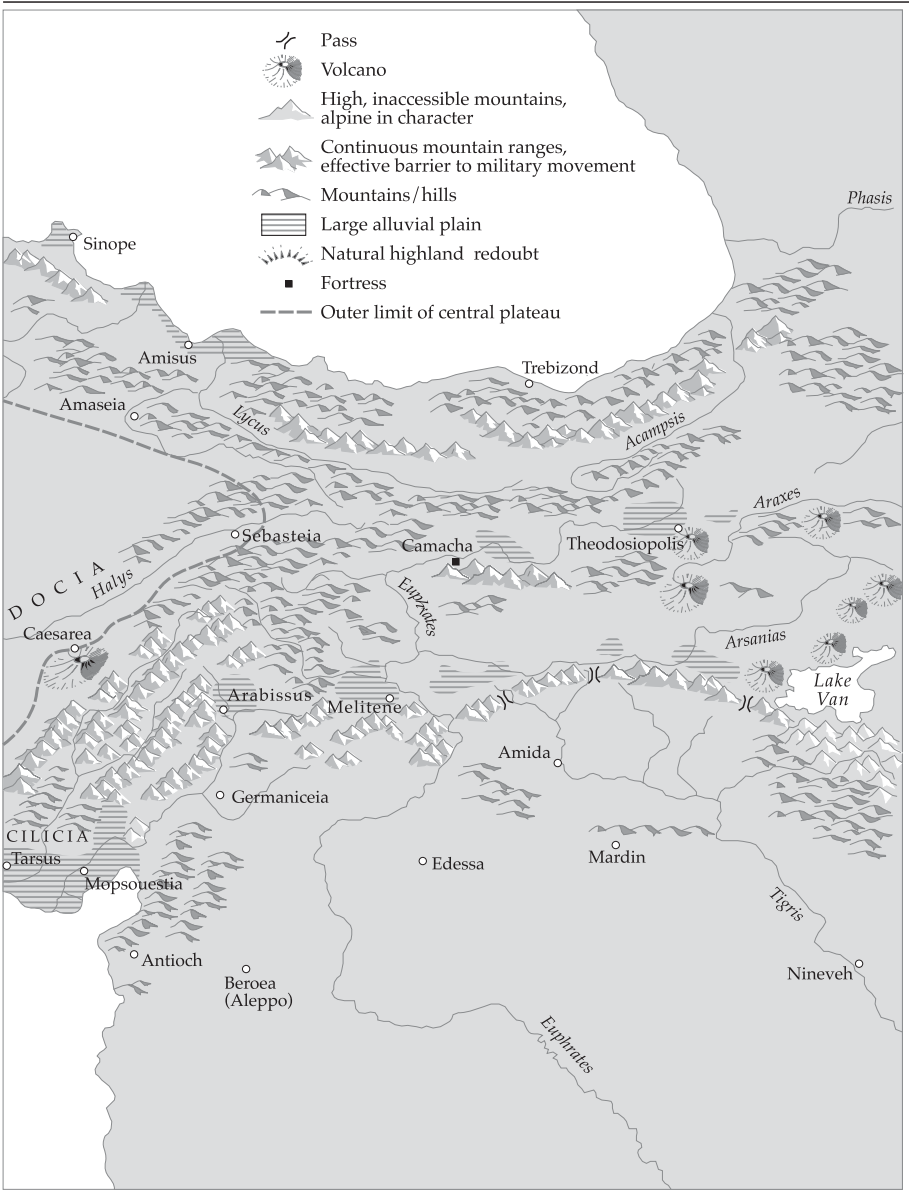 Pass
Volcano
High, inaccessible mountains,
alpine in character
Continuous mountain ranges,
effective barrier to military movement
Mountains/hills
Large alluvial plain
Natural highland redoubt
Fortress
Outer limit of central plateau
Phasis
Sinope
Amisus
Trebizond
Amaseia
Lycus
Acampsis
Araxes
Sebasteia
Camacha
Theodosiopolis
DOCIA
Halys
Euphrates
Caesarea
Arsanias
Lake
Van
Arabissus
Melitene
Amida
Germaniceia
CILICIA
Tarsus
Edessa
Mardin
Mopsouestia
Tigris
Antioch
Nineveh
Beroea
(Aleppo)
Euphrates